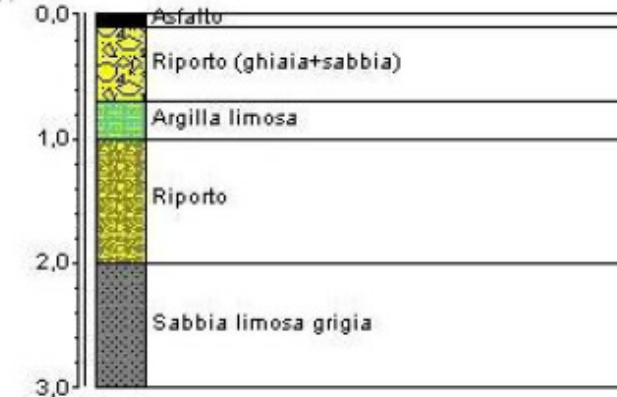 0,0
Asfalto
Riporto (ghiaia+sabbia)
Argilla limosa
1,0
Riporto
2,0
Sabbia limosa grigia
3,0